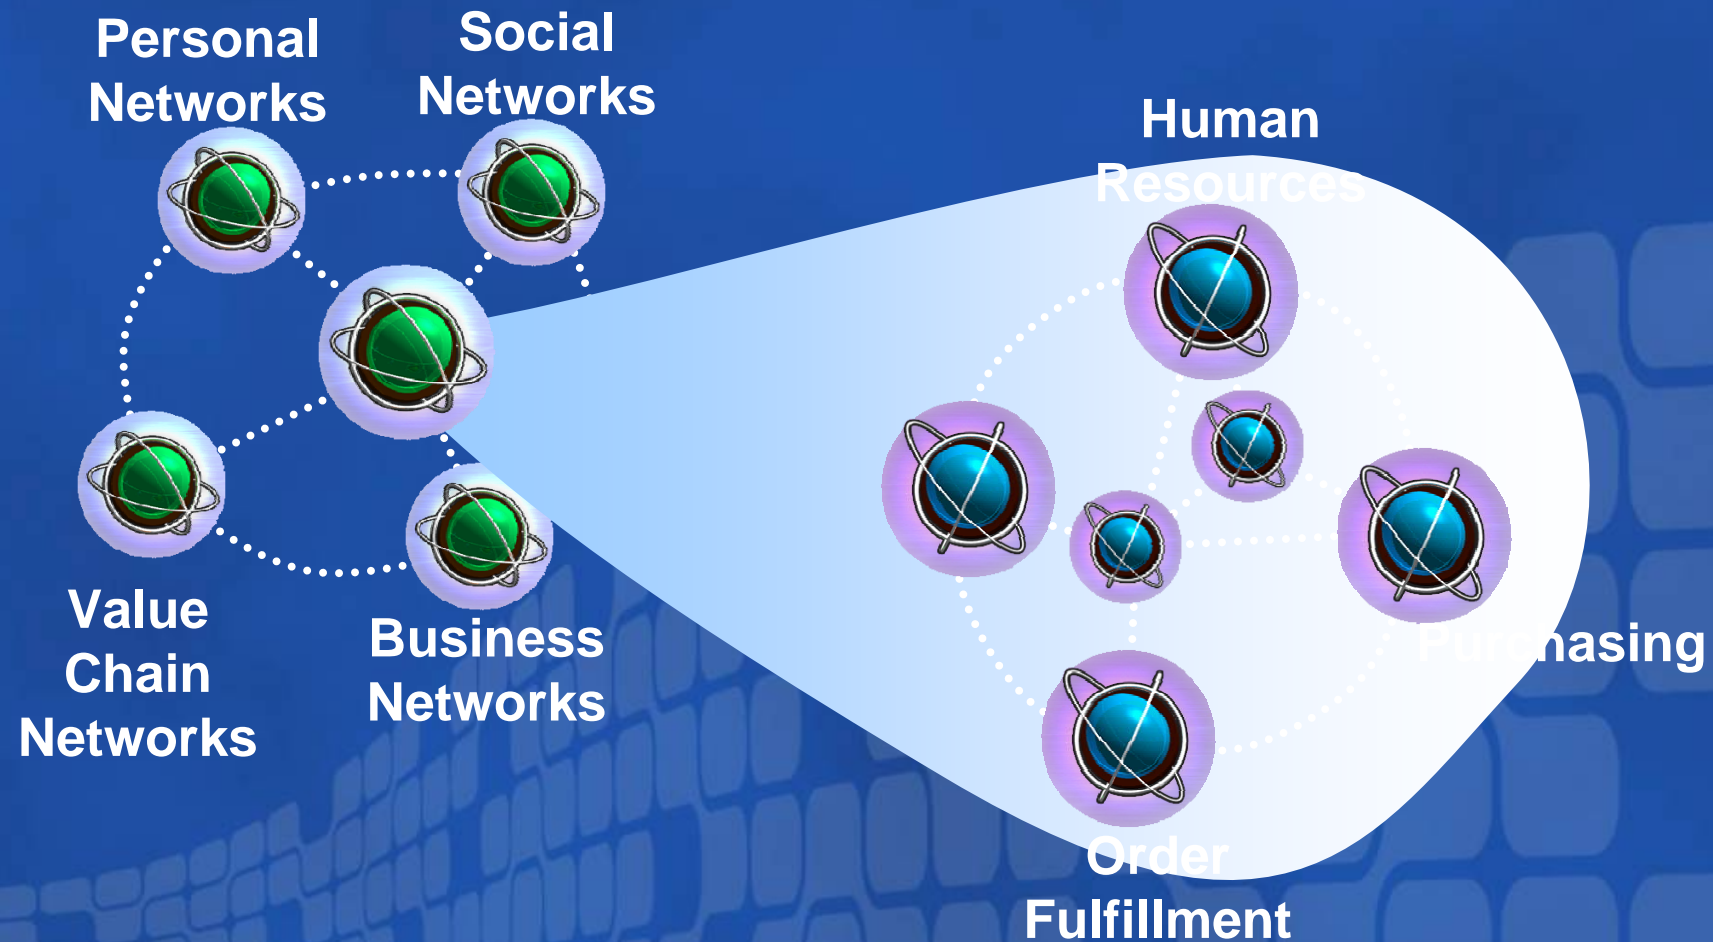 Personal
Networks
Social
Networks
Human
Resources
Value
Chain
Networks
Business
Networks
Purchasing
Order
Fulfillment